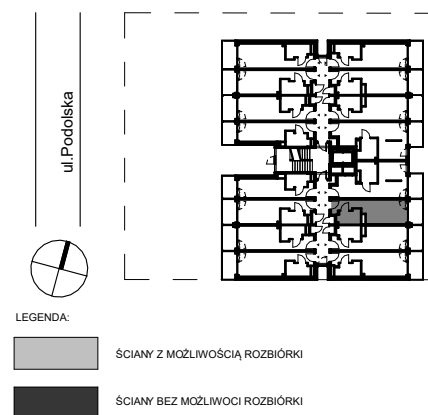 ul.Podolska
LEGENDA:
ŚCIANY Z MOŻLIWOŚCIĄ ROZBIÓRKI
ŚCIANY BEZ MOŻLIWOCI ROZBIÓRKI